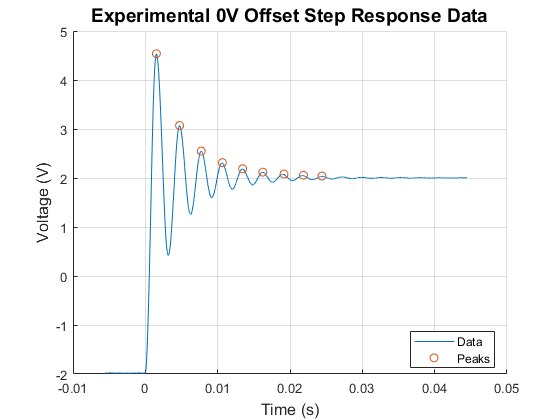 Experimental 0V Offset Step Response Data
Voltage (V)
5
4
3
2
1
0
-1
-2
-0.01 0 0.01 0.02 0.03 0.04 0.05
Time (s)
Data
Peaks